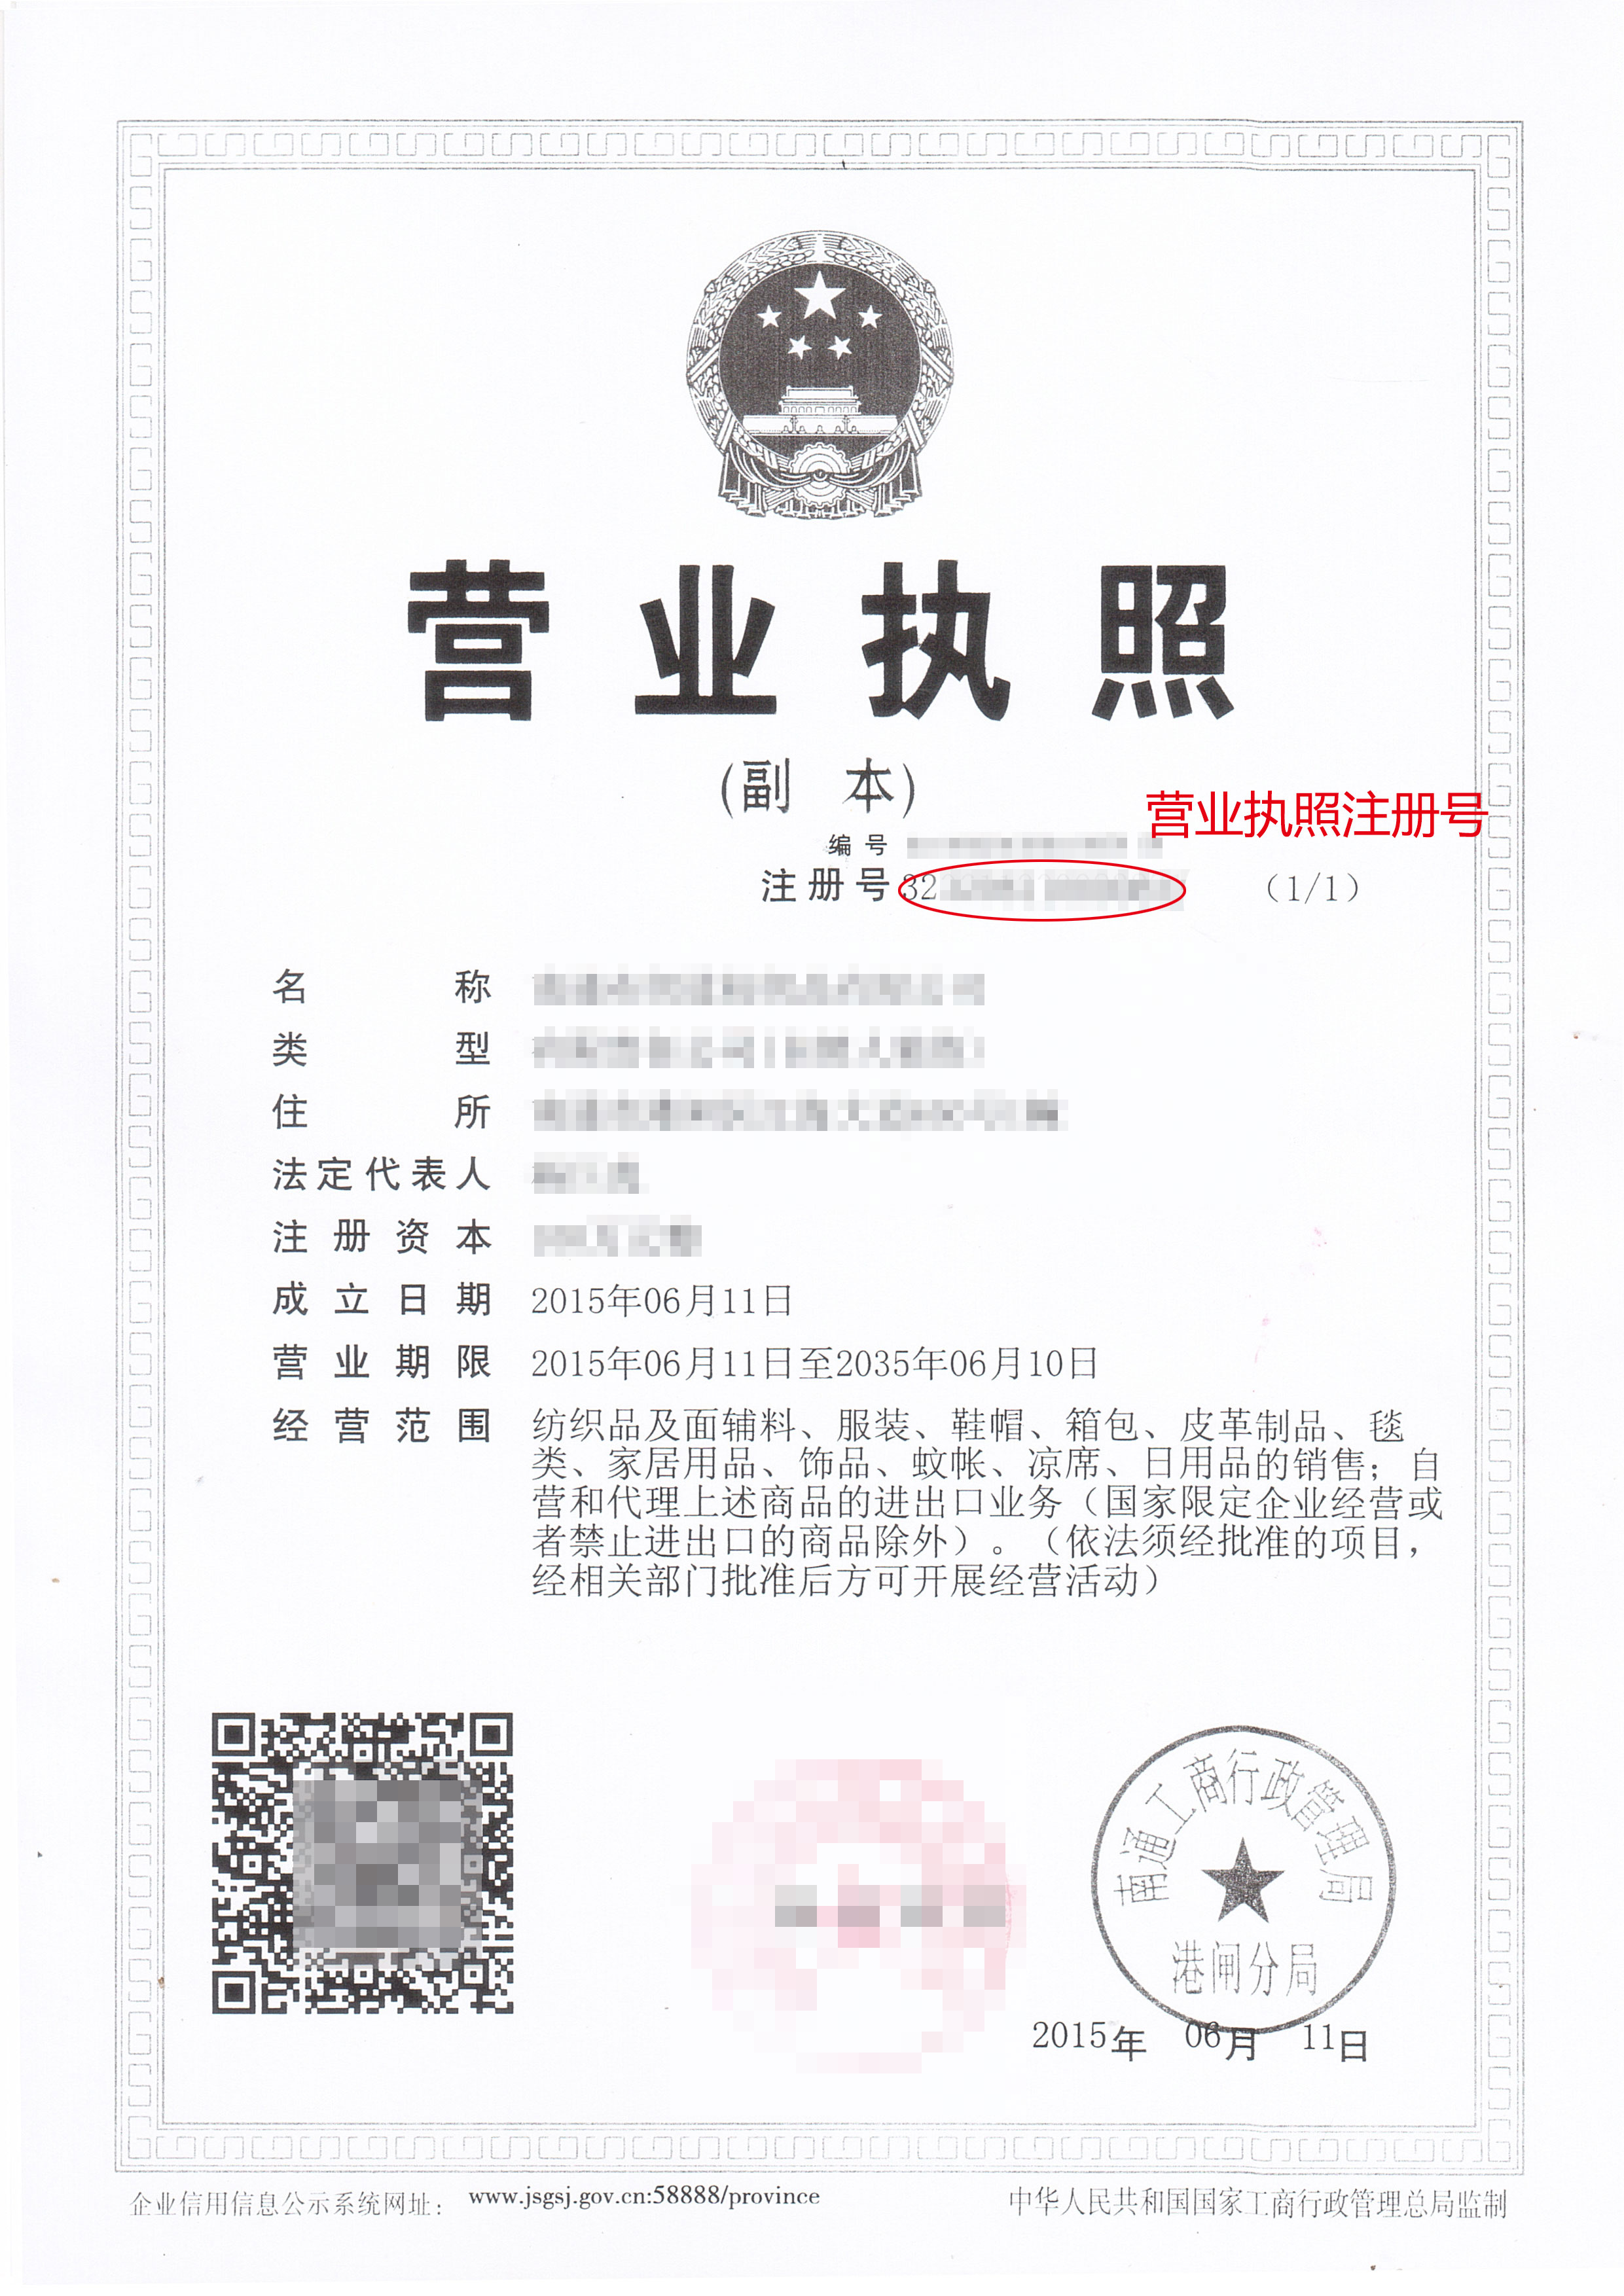 营业执照
(副 本)
营业执照注册号
编号
注册号32 (1/1)
名称
类型
住所
法定代表人
注册资本
成立日期 2015年06月11日
营业期限 2015年06月11日至2035年06月10日
经营范围 纺织品及面辅料、服装、鞋帽、箱包、皮革制品、毯
类、家居用品、饰品、蚊帐、凉席、日用品的销售；自
营和代理上述商品的进出口业务（国家限定企业经营或
者禁止进出口的商品除外）。（依法须经批准的项目，
经相关部门批准后方可开展经营活动）
南通工商行政管理局
港闸分局
2015年 06月 11日
企业信用信息公示系统网址： www.jsgsj.gov.cn:58888/province
中华人民共和国国家工商行政管理总局监制